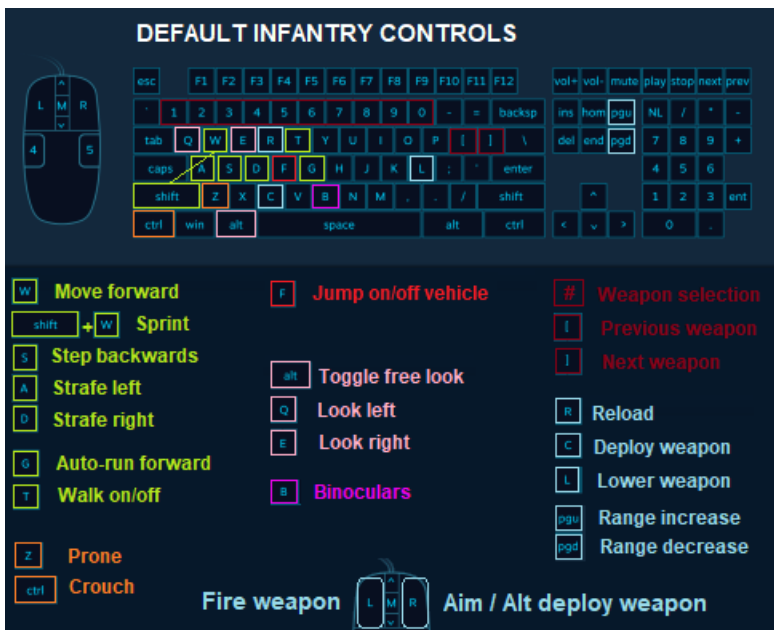 DEFAULT INFANTRY CONTROLS
esc F1 F2 F3 F4 F5 F6 F7 F8 F9 F10 F11 F12 vol+ vol- mute play stop next prev
L M R
` 1 2 3 4 5 6 7 8 9 0 - = backsp ins hom pgu NL / * -
tab Q W E R T Y U I O P [ ] \ del end pgd 7 8 9 +
4 5
caps A S D F G H J K L ; ' enter 4 5 6
shift Z X C V B N M , . / shift ^ 1 2 3 ent
ctrl win alt space alt ctrl < v > 0 .
W Move forward
shift + W Sprint
S Step backwards
A Strafe left
D Strafe right
G Auto-run forward
T Walk on/off
Z Prone
ctrl Crouch
F Jump on/off vehicle
alt Toggle free look
Q Look left
E Look right
B Binoculars
# Weapon selection
[ Previous weapon
] Next weapon
R Reload
C Deploy weapon
L Lower weapon
pgu Range increase
pgd Range decrease
Fire weapon L M R Aim / Alt deploy weapon